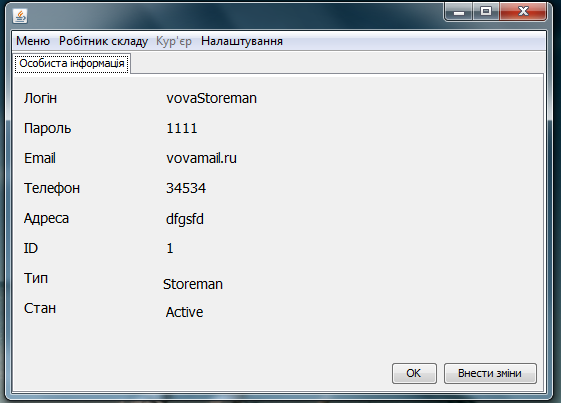 Меню Робітник складу Кур'єр Налаштування
Особиста інформація
Логін vovaStoreman
Пароль 1111
Email vovamail.ru
Телефон 34534
Адреса dfgsfd
ID 1
Тип Storeman
Стан Active
OK Внести зміни